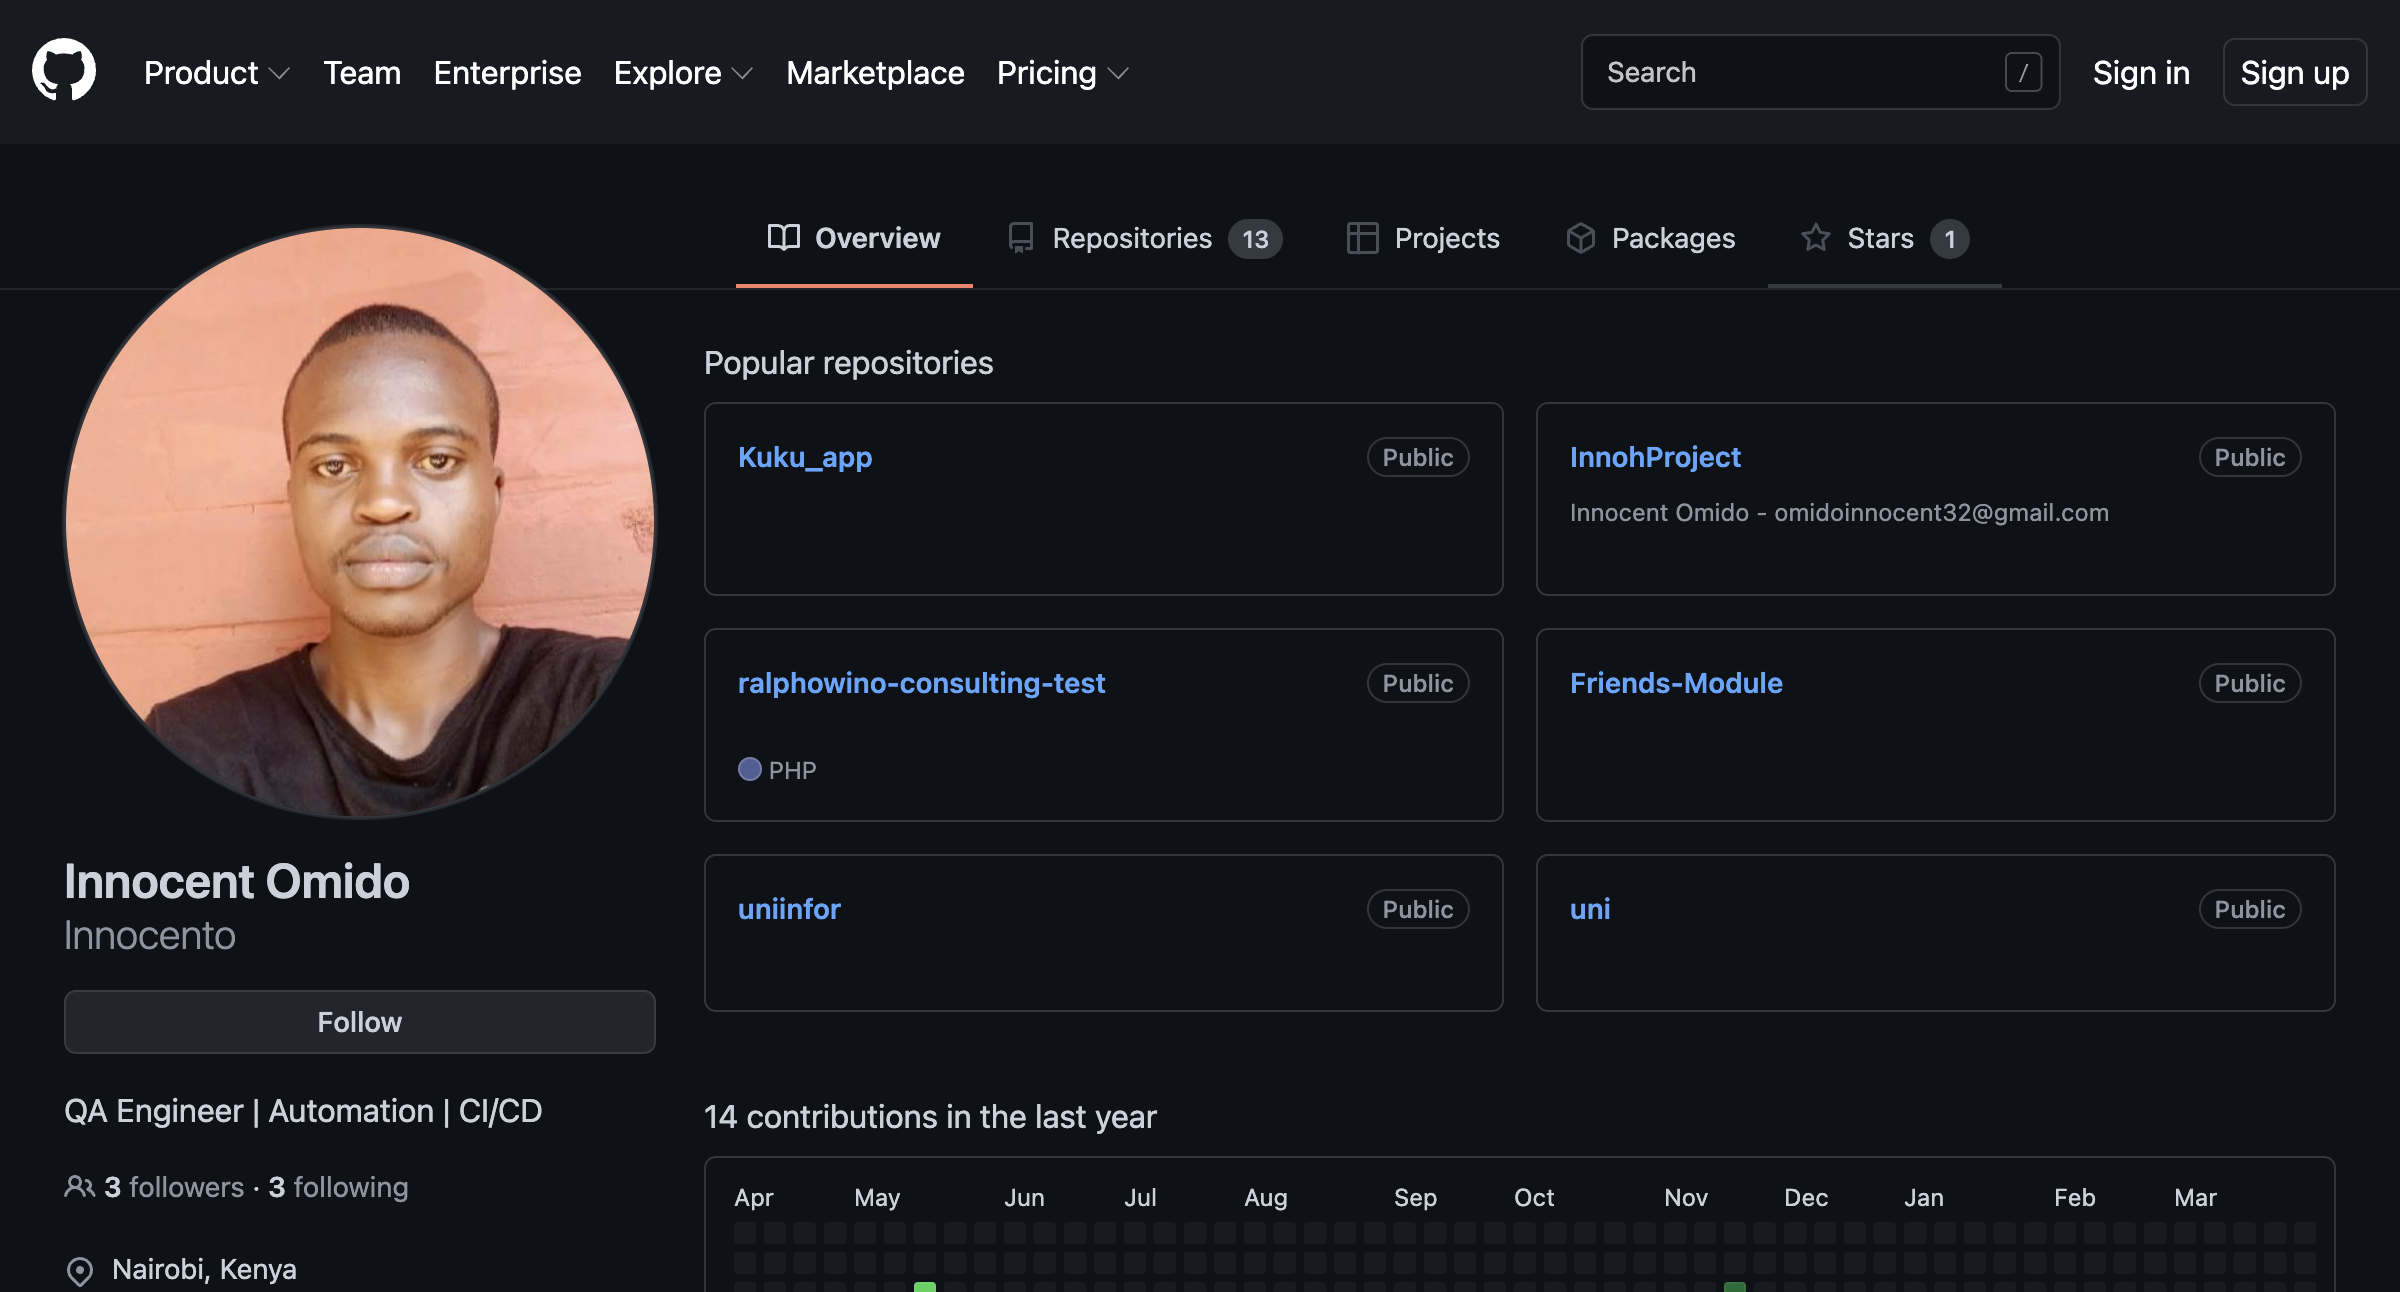 Product Team Enterprise Explore Marketplace Pricing Search / Sign in Sign up
Overview Repositories 13 Projects Packages Stars 1
Popular repositories
Kuku_app Public
InnohProject Public
Innocent Omido - omidoinnocent32@gmail.com
ralphowino-consulting-test Public
PHP
Friends-Module Public
uniinfor Public
uni Public
Innocent Omido
Innocento
Follow
QA Engineer | Automation | CI/CD
3 followers · 3 following
Nairobi, Kenya
14 contributions in the last year
Apr May Jun Jul Aug Sep Oct Nov Dec Jan Feb Mar